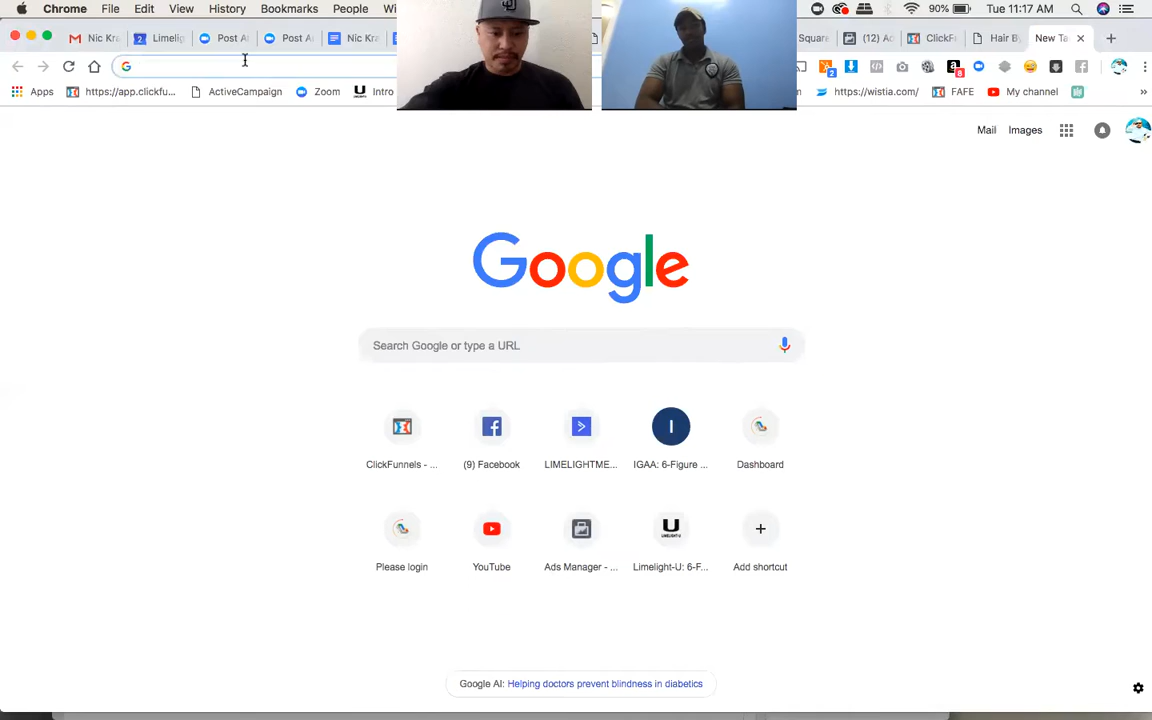 Chrome File Edit View History Bookmarks People Wi 90% Tue 11:17 AM
Nic Kra Limeli Post A Post A Nic Kra Square (12) Ad ClickF Hair By New Ta
Apps https://app.clickfu... ActiveCampaign Zoom Intro https://wistia.com/ FAFE My channel »
Mail Images
Google
Search Google or type a URL
ClickFunnels - ... (9) Facebook LIMELIGHTME... IGAA: 6-Figure ... Dashboard
Please login YouTube Ads Manager - ... Limelight-U: 6-F... Add shortcut
Google AI: Helping doctors prevent blindness in diabetics